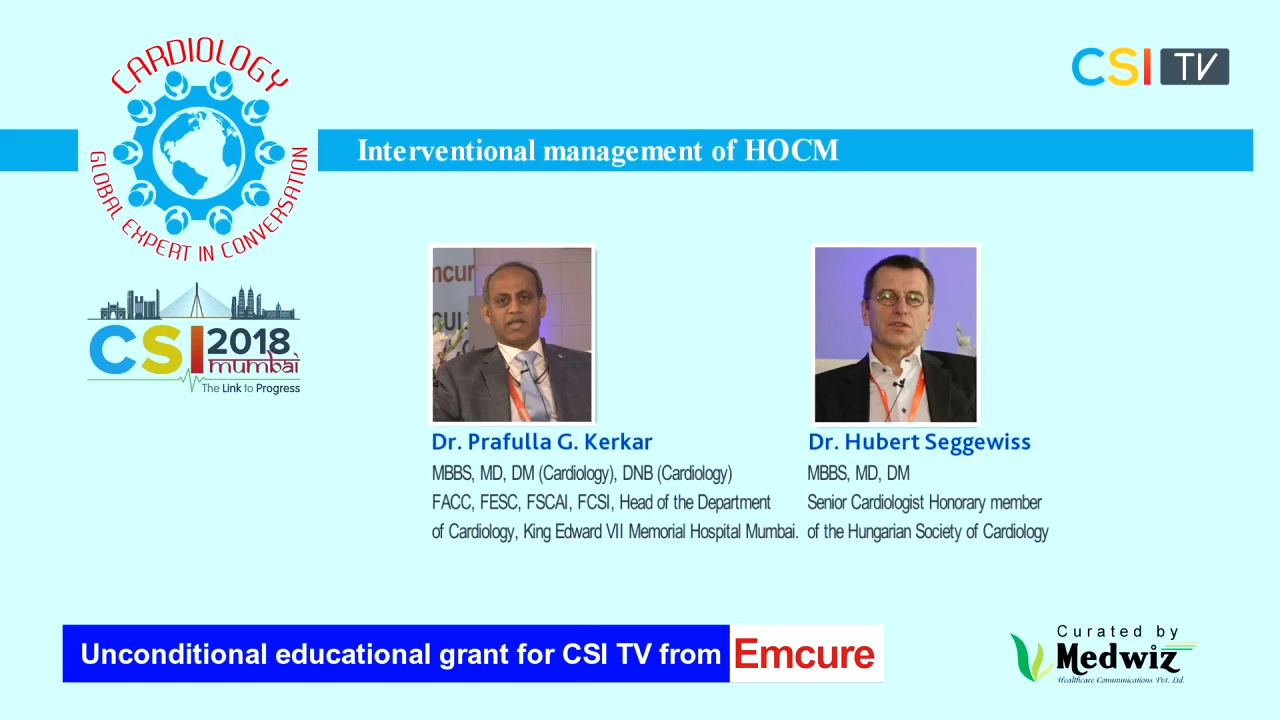 CARDIOLOGY
GLOBAL EXPERT IN CONVERSATION
CSI TV
Interventional management of HOCM
CSI 2018
mumbai
The Link to Progress
Dr. Prafulla G. Kerkar
MBBS, MD, DM (Cardiology), DNB (Cardiology)
FACC, FESC, FSCAI, FCSI, Head of the Department
of Cardiology, King Edward VII Memorial Hospital Mumbai.
Dr. Hubert Seggewiss
MBBS, MD, DM
Senior Cardiologist Honorary member
of the Hungarian Society of Cardiology
Unconditional educational grant for CSI TV from Emcure
Curated by
Medwiz
Healthcare Communications Pvt. Ltd.